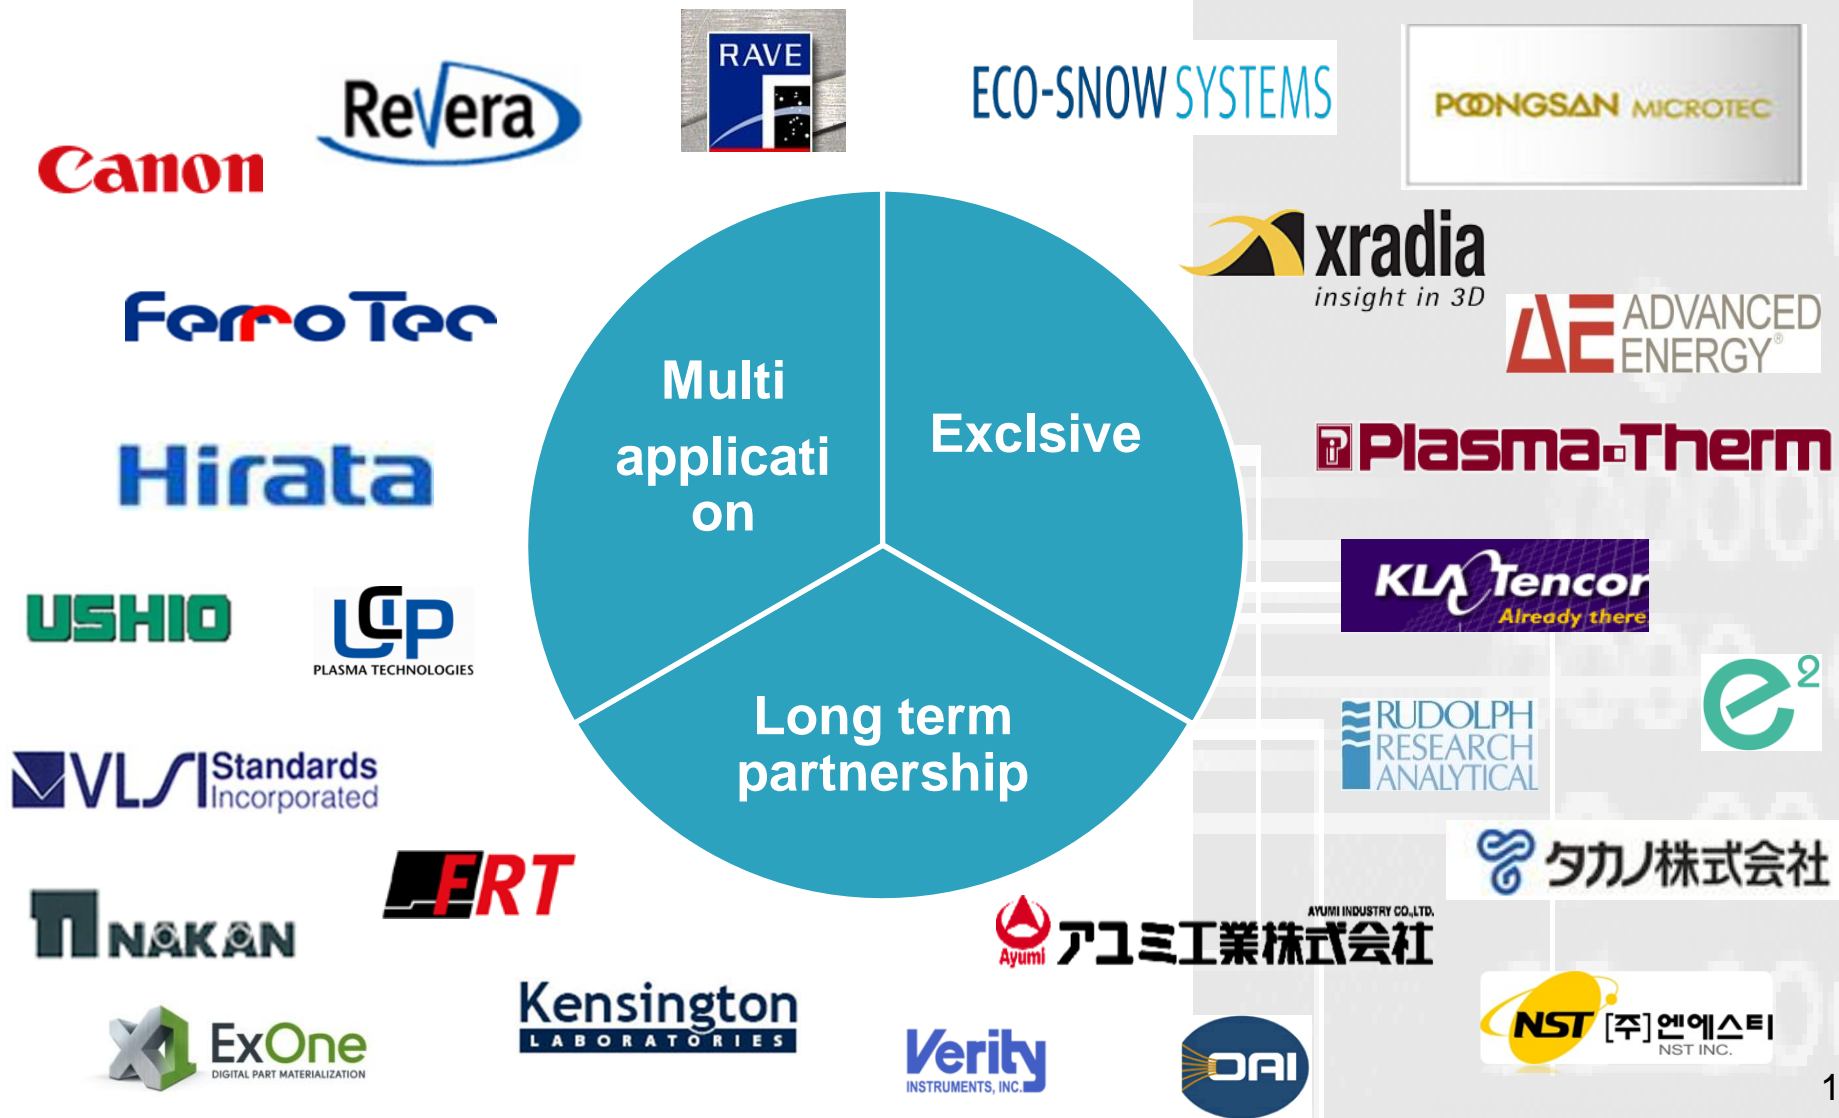 RAVE
ECO-SNOW SYSTEMS
POONGSAN MICROTEC
ReVera
Canon
xradia
insight in 3D
FerroTec
AE ADVANCED
ENERGY®
Multi
applicati
on
Exclsive
Plasma-Therm
Hirata
KLA Tencor
Already there
USHIO
UCP
PLASMA TECHNOLOGIES
e2
Long term
partnership
RUDOLPH
RESEARCH
ANALYTICAL
VLSI Standards
Incorporated
タカノ株式会社
FRT
NAKAN
AYUMI INDUSTRY CO.,LTD.
アユミ工業株式会社
Ayumi
Kensington
LABORATORIES
NST [주]엔에스티
NST INC.
ExOne
DIGITAL PART MATERIALIZATION
Verity
INSTRUMENTS, INC.
OAI
1